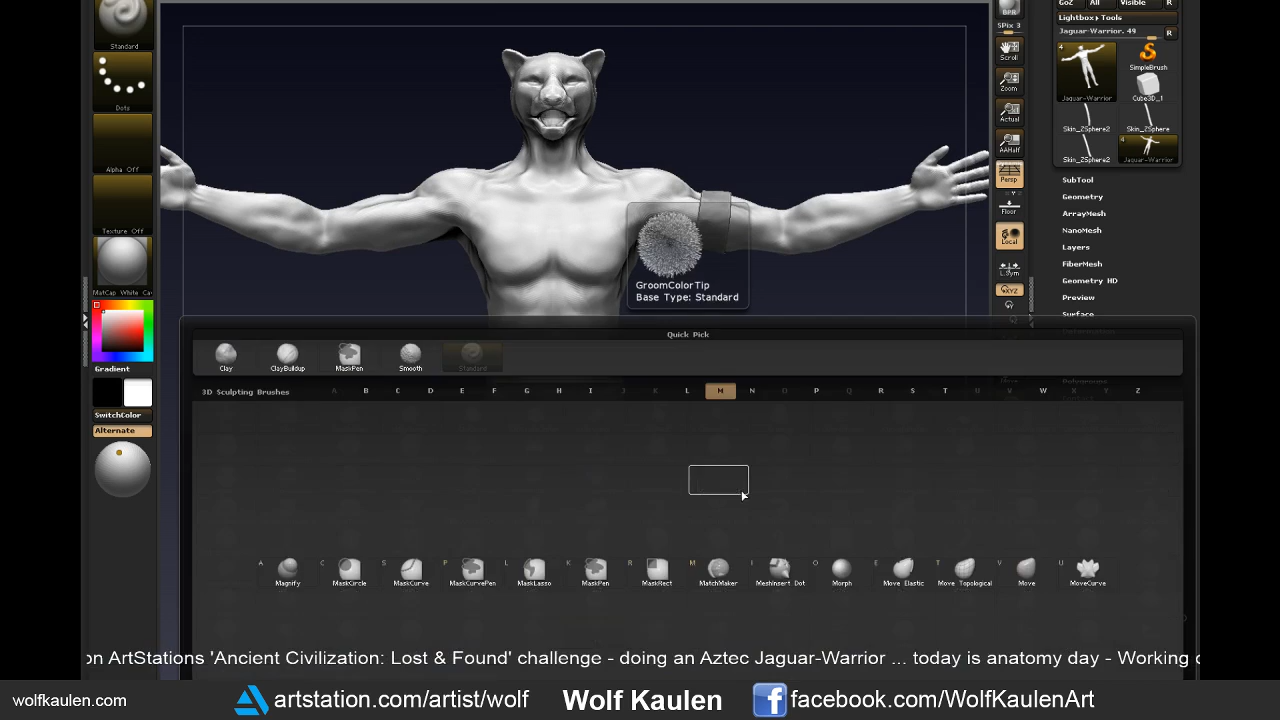 GoZ All Visible R
BPR
SPix 3
Lightbox▸Tools
Jaguar-Warrior. 49 R
4
Jaguar-Warrior
SimpleBrush
Cube3D_1
Skin_ZSphere2 Skin_ZSphere
Skin_ZSphere2
4
Jaguar-Warrior
Standard
Dots
Alpha Off
Texture Off
MatCap White Ca
Gradient
SwitchColor
Alternate
Scroll
Zoom
Actual
AAHalf
Persp
Floor
Local
L.Sym
XYZ
SubTool
Geometry
ArrayMesh
NanoMesh
Layers
FiberMesh
Geometry HD
Preview
Surface
GroomColorTip
Base Type: Standard
Quick Pick
Clay ClayBuildup MaskPen Smooth Standard
3D Sculpting Brushes A B C D E F G H I J K L M N O P Q R S T U V W X Y Z
A C S P L K R M I O E T V U
Magnify MaskCircle MaskCurve MaskCurvePen MaskLasso MaskPen MaskRect MatchMaker MeshInsert Dot Morph Move Elastic Move Topological Move MoveCurve
on ArtStations 'Ancient Civilization: Lost & Found' challenge - doing an Aztec Jaguar-Warrior ... today is anatomy day - Working
wolfkaulen.com artstation.com/artist/wolf Wolf Kaulen facebook.com/WolfKaulenArt